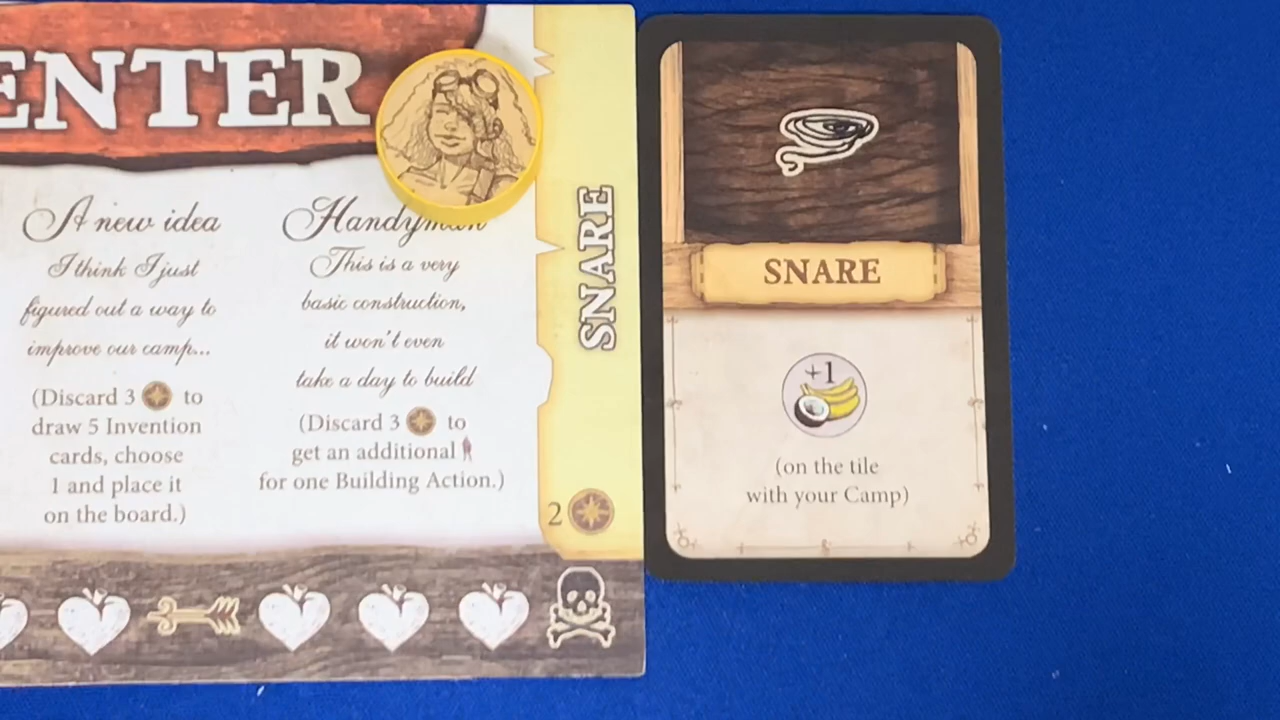 ENTER
A new idea
I think I just
figured out a way to
improve our camp...
(Discard 3 to
draw 5 Invention
cards, choose
1 and place it
on the board.)
Handyman
This is a very
basic construction,
it won't even
take a day to build
(Discard 3 to
get an additional
for one Building Action.)
SNARE
2
SNARE
+1
(on the tile
with your Camp)